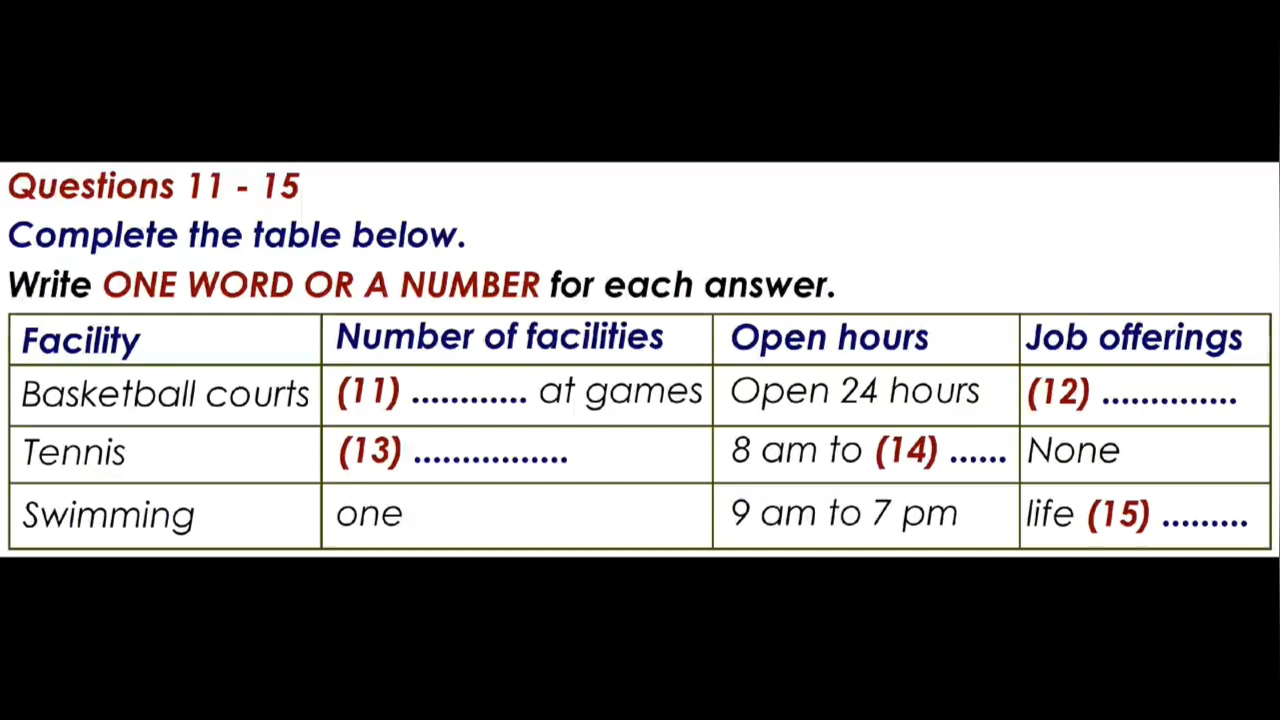 Questions 11 - 15
Complete the table below.
Write ONE WORD OR A NUMBER for each answer.
Facility Number of facilities Open hours Job offerings
Basketball courts (11) ............ at games Open 24 hours (12) ..............
Tennis (13) ................ 8 am to (14) ...... None
Swimming one 9 am to 7 pm life (15) .........